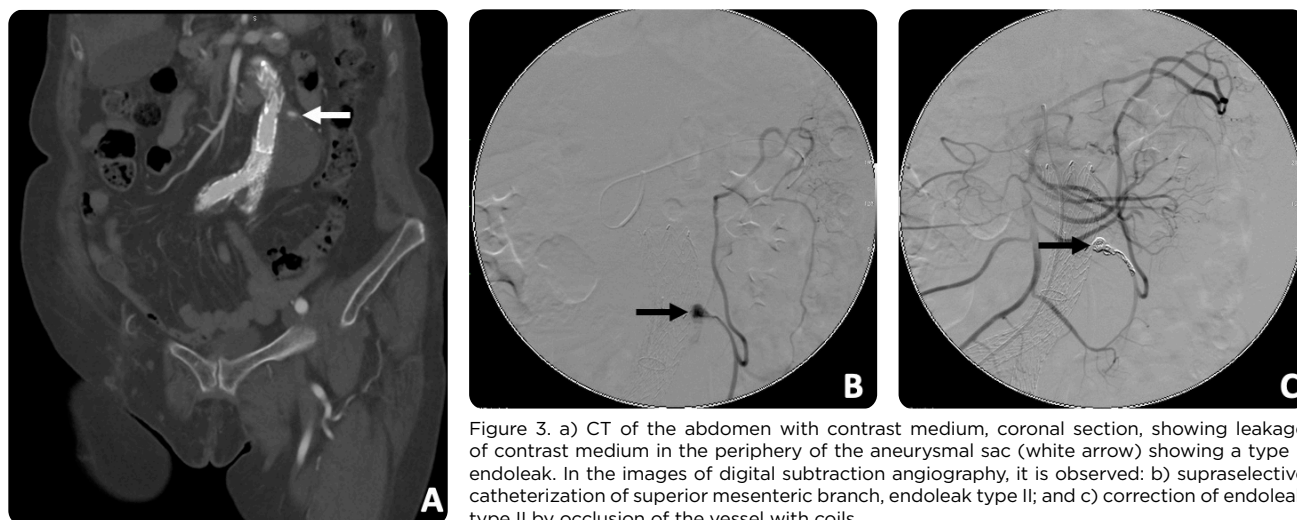 A
B
C
Figure 3. a) CT of the abdomen with contrast medium, coronal section, showing leakage
of contrast medium in the periphery of the aneurysmal sac (white arrow) showing a type
endoleak. In the images of digital subtraction angiography, it is observed: b) supraselective
catheterization of superior mesenteric branch, endoleak type II; and c) correction of endoleak
type II by occlusion of the vessel with coils.